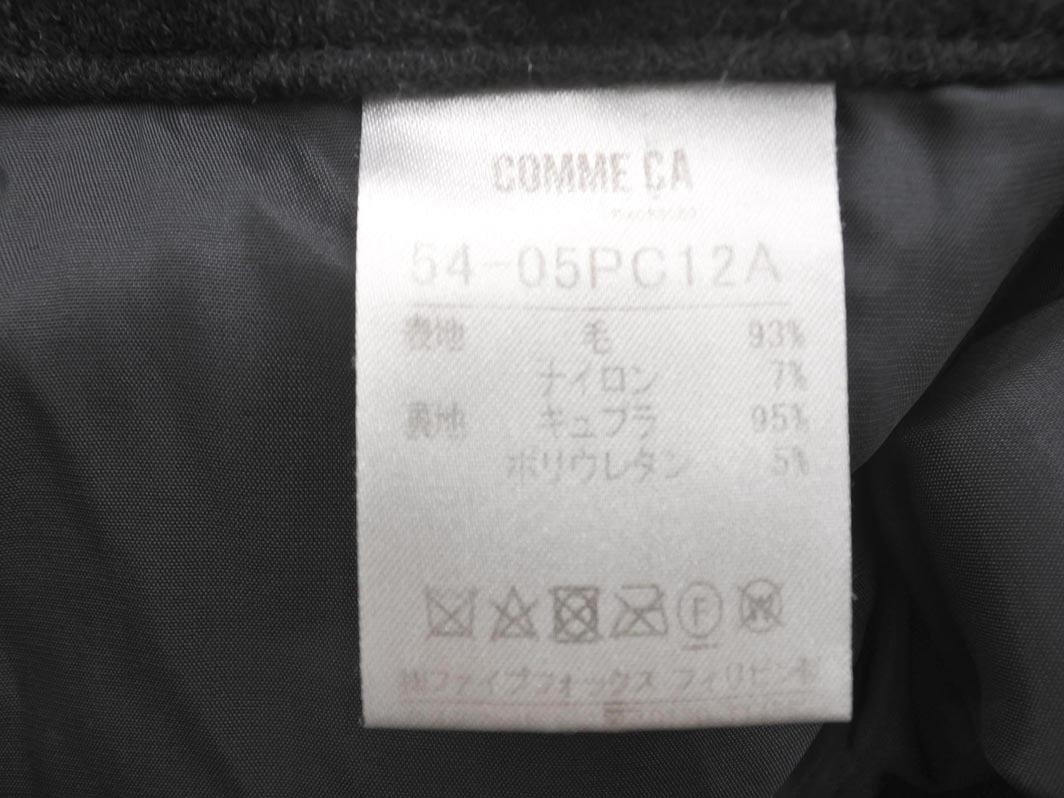 COMME ÇA
54-05PC12A
表地 毛 93%
ナイロン 7%
裏地 キュプラ 95%
ポリウレタン 5%
F W
㈱ファイブフォックス フィリピン製